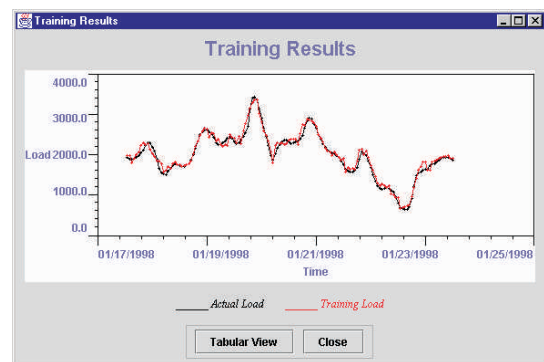 Training Results
Training Results
4000.0
3000.0
Load 2000.0
1000.0
0.0
01/17/1998 01/19/1998 01/21/1998 01/23/1998 01/25/1998
Time
Actual Load Training Load
Tabular View Close